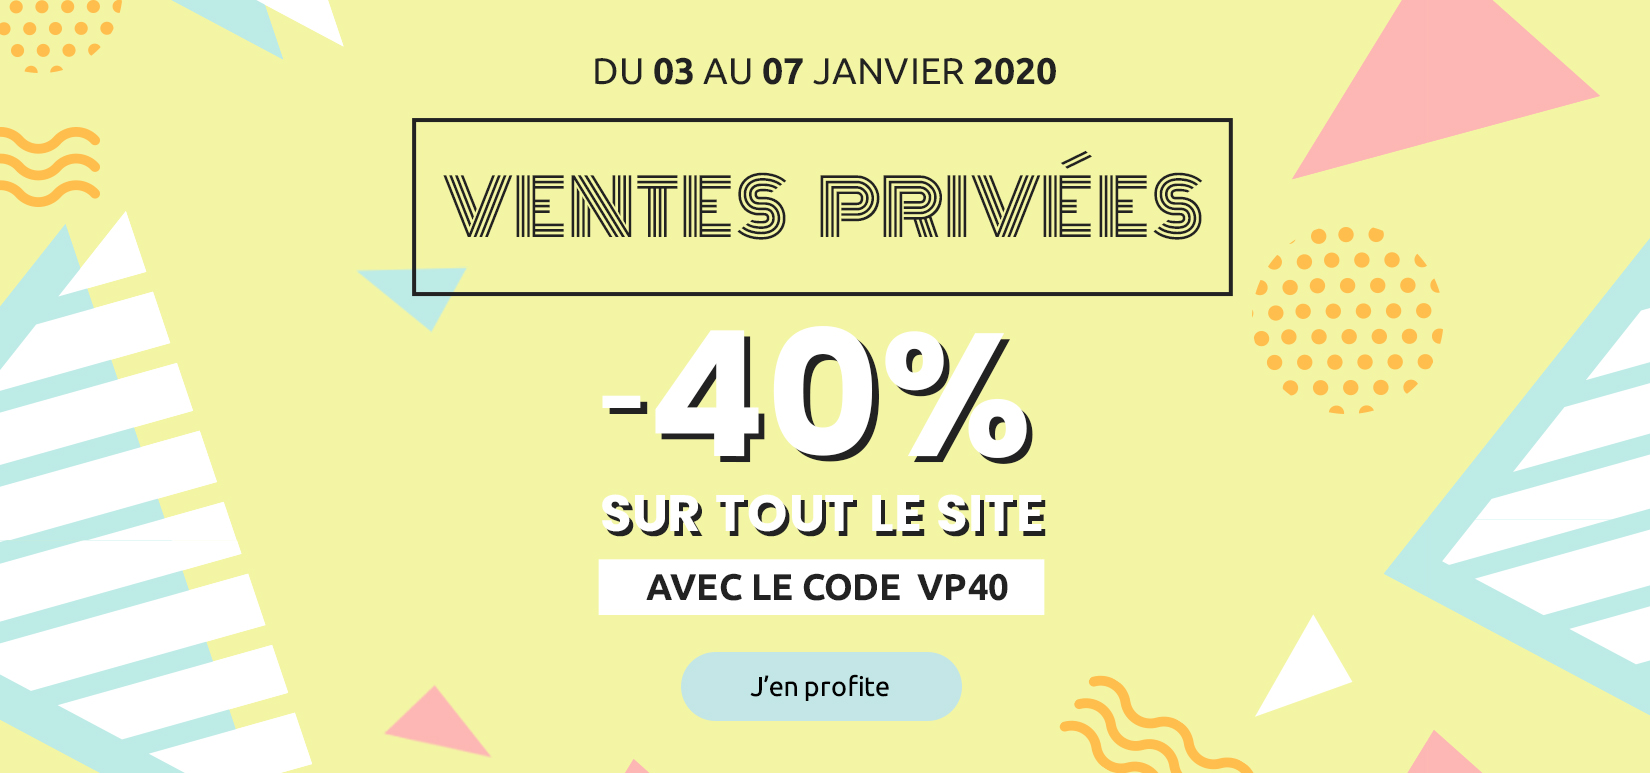 DU 03 AU 07 JANVIER 2020
VENTES PRIVÉES
-40%
SUR TOUT LE SITE
AVEC LE CODE VP40
J'en profite